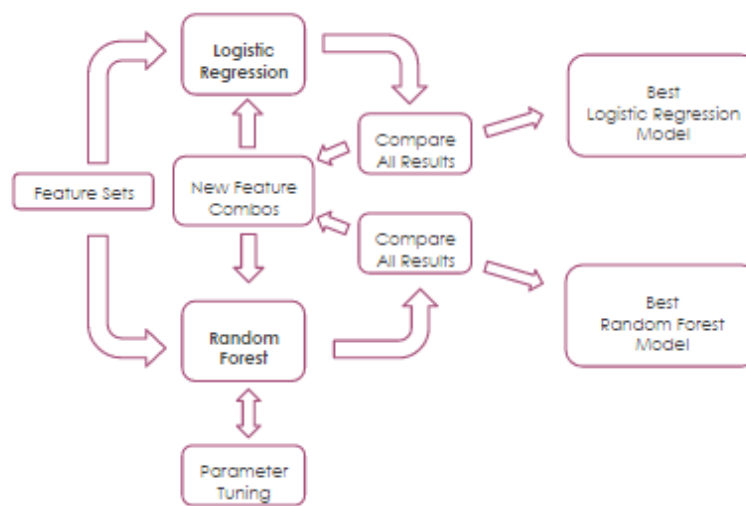 Logistic
Regression
Best
Logistic Regression
Model
Compare
All Results
Feature Sets
New Feature
Combos
Compare
All Results
Best
Random Forest
Model
Random
Forest
Parameter
Tuning